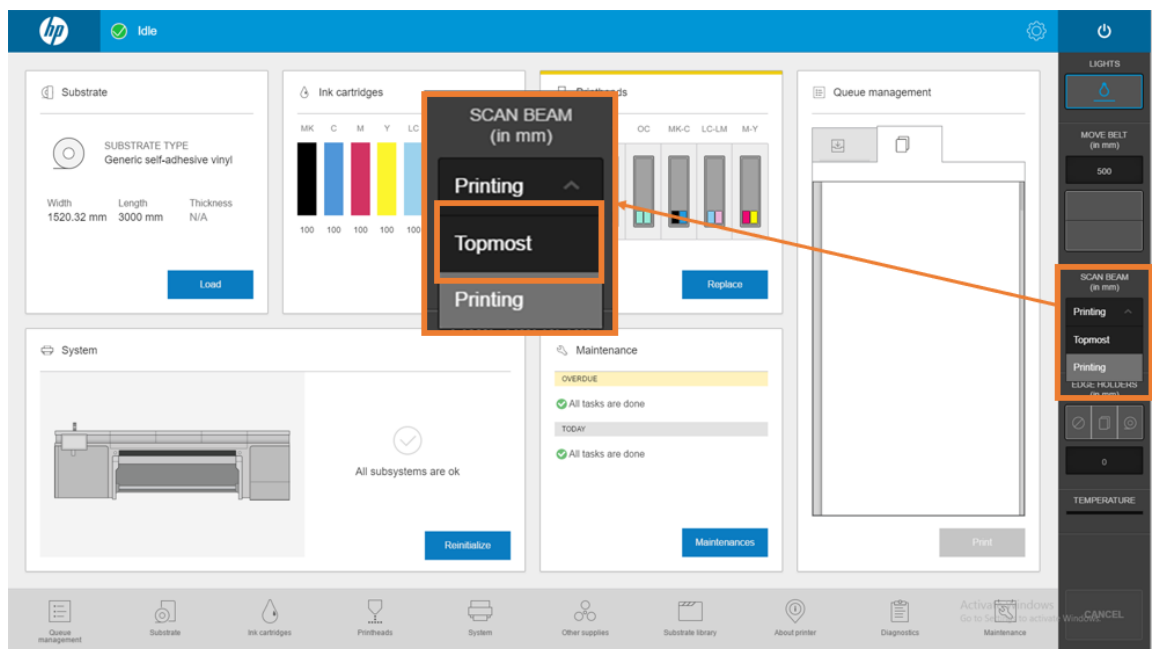 hp
Idle
LIGHTS
Substrate
SUBSTRATE TYPE
Generic self-adhesive vinyl
Width Length Thickness
1520.32 mm 3000 mm N/A
Load
Ink cartridges
MK C M Y LC
100 100 100 100 100
SCAN BEAM
(in mm)
Printing
Topmost
Printing
OC MK-C LC-LM M-Y
Replace
Queue management
Print
MOVE BELT
(in mm)
500
SCAN BEAM
(in mm)
Printing
Topmost
Printing
EDGE HOLDERS
(in mm)
0
TEMPERATURE
CANCEL
System
All subsystems are ok
Reinitialize
Maintenance
OVERDUE
All tasks are done
TODAY
All tasks are done
Maintenances
Queue
management
Substrate
Ink cartridges
Printheads
System
Other supplies
Substrate library
About printer
Diagnostics
Maintenance